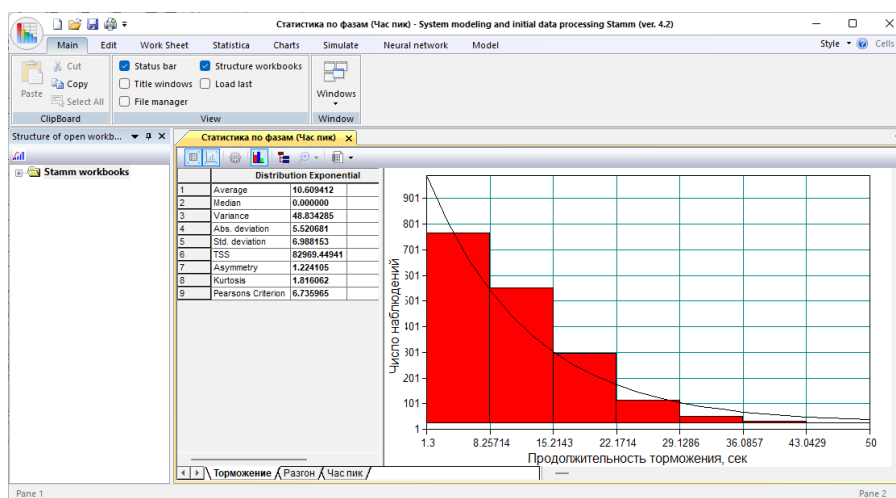 Статистика по фазам (Час пик) - System modeling and initial data processing Stamm (ver. 4.2)
Main Edit Work Sheet Statistica Charts Simulate Neural network Model Style Cells
Paste
Cut
Copy
Select All
ClipBoard
Status bar
Title windows
File manager
Structure workbooks
Load last
View
Windows
Window
Structure of open workb...
Stamm workbooks
Статистика по фазам (Час пик)
Distribution Exponential
1 Average 10.609412
2 Median 0.000000
3 Variance 48.834285
4 Abs. deviation 5.520681
5 Std. deviation 6.988153
6 TSS 82969.44941
7 Asymmetry 1.224105
8 Kurtosis 1.816062
9 Pearsons Criterion 6.735965
Число наблюдений
901
801
701
601
501
401
301
201
101
1
1.3 8.25714 15.2143 22.1714 29.1286 36.0857 43.0429 50
Продолжительность торможения, сек
Торможение Разгон Час пик
Pane 1 Pane 2